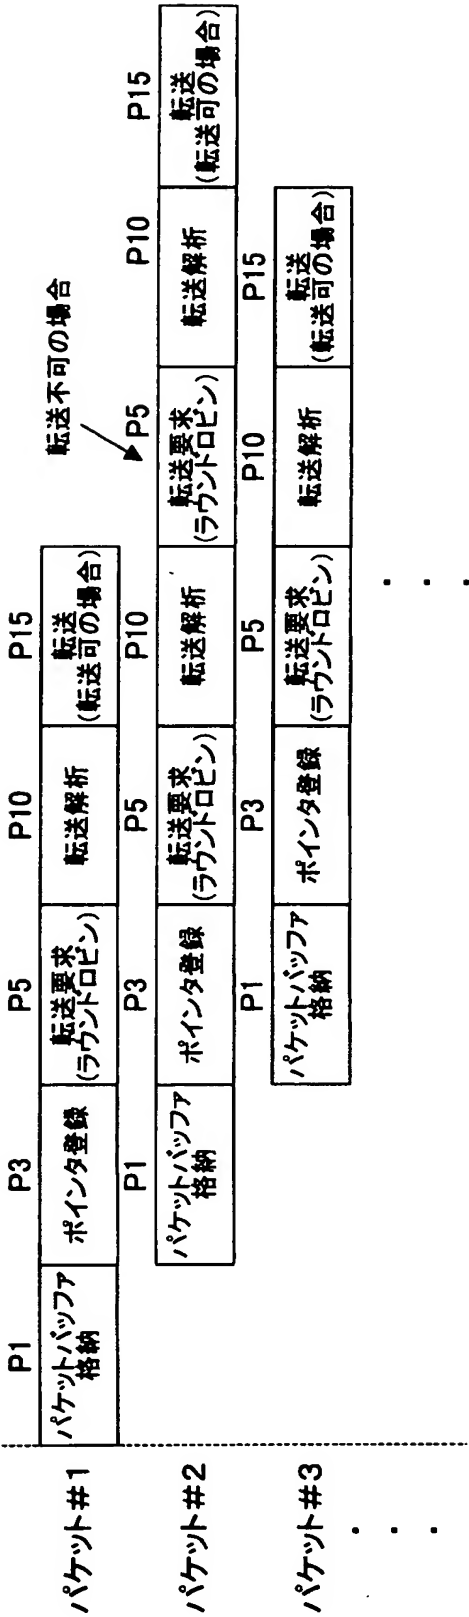 P1 P3 P5 P10 P15
パケット#1
パケットバッファ
格納
ポインタ登録
転送要求
(ラウンドロビン)
転送解析
転送
(転送可の場合)
転送不可の場合
P1 P3 P5 P10 P5 P10 P15
パケット#2
パケットバッファ
格納
ポインタ登録
転送要求
(ラウンドロビン)
転送解析
転送要求
(ラウンドロビン)
転送解析
転送
(転送可の場合)
P1 P3 P5 P10 P15
パケット#3
パケットバッファ
格納
ポインタ登録
転送要求
(ラウンドロビン)
転送解析
転送
(転送可の場合)